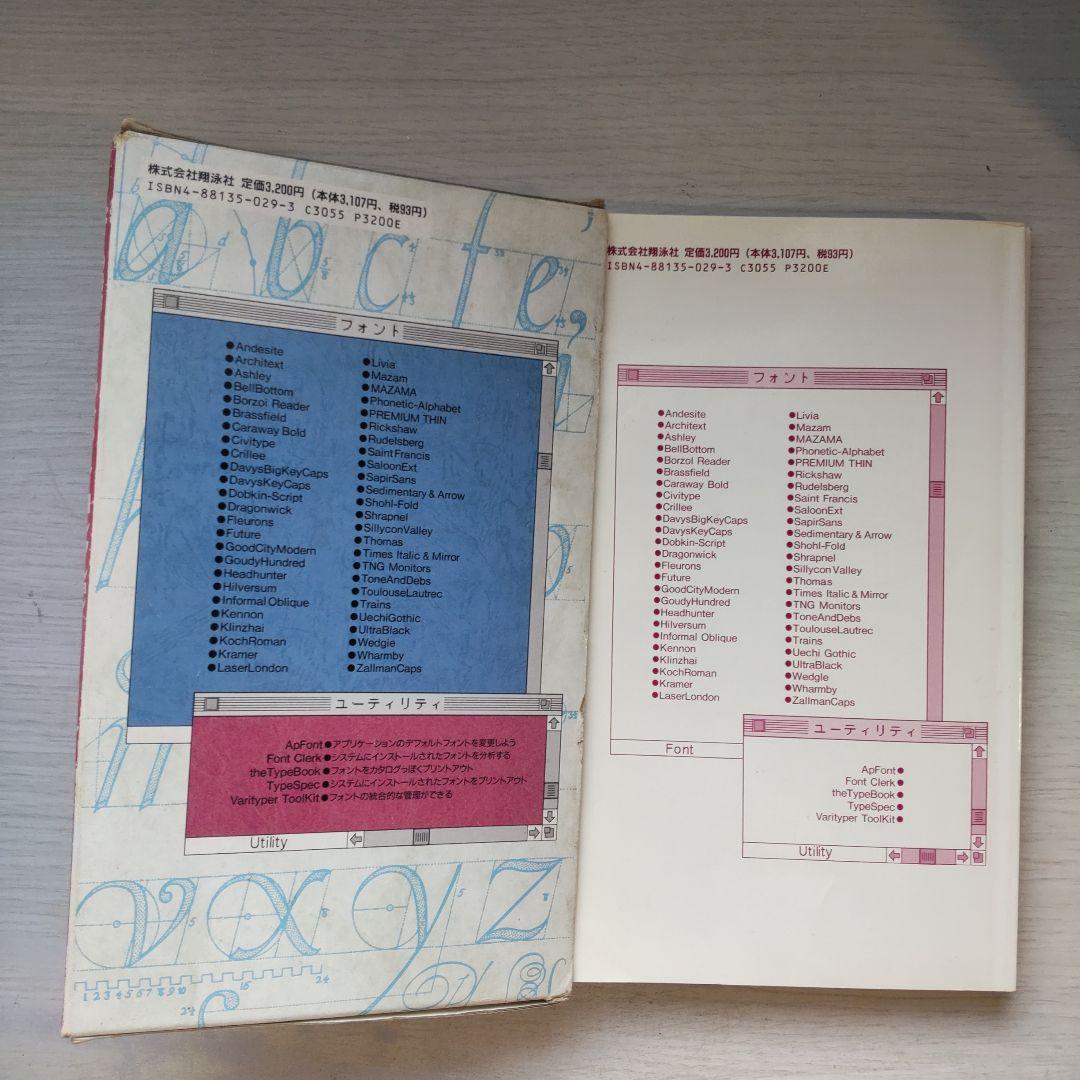 株式会社翔泳社 定価3,200円（本体3,107円、税93円）
ISBN4-88135-029-3 C3055 P3200E
a b c f e,
フォント
●Andesite
●Architext
●Ashley
●BellBottom
●Borzoi Reader
●Brassfield
●Caraway Bold
●Civitype
●Crillee
●DavysBigKeyCaps
●DavysKeyCaps
●Dobkin-Script
●Dragonwick
●Fleurons
●Future
●GoodCityModern
●GoudyHundred
●Headhunter
●Hilversum
●Informal Oblique
●Kennon
●Klinzhai
●KochRoman
●Kramer
●LaserLondon
●Livia
●Mazam
●MAZAMA
●Phonetic-Alphabet
●PREMIUM THIN
●Rickshaw
●Rudelsberg
●Saint Francis
●SaloonExt
●SapirSans
●Sedimentary & Arrow
●Shohl-Fold
●Shrapnel
●SillyconValley
●Thomas
●Times Italic & Mirror
●TNG Monitors
●ToneAndDebs
●ToulouseLautrec
●Trains
●UechiGothic
●UltraBlack
●Wedgie
●Wharmby
●ZallmanCaps
ユーティリティ
ApFont●アプリケーションのデフォルトフォントを変更しよう
Font Clerk●システムにインストールされたフォントを分析する
theTypeBook●フォントをカタログっぽくプリントアウト
TypeSpec●システムにインストールされたフォントをプリントアウト
Varityper ToolKit●フォントの統合的な管理ができる
Utility
v x y z
1 2 3 4 5 6 7 8 9 10 16 24
株式会社翔泳社 定価3,200円（本体3,107円、税93円）
ISBN4-88135-029-3 C3055 P3200E
フォント
●Andesite
●Architext
●Ashley
●BellBottom
●Borzol Reader
●Brassfield
●Caraway Bold
●Civitype
●Crillee
●DavysBigKeyCaps
●DavysKeyCaps
●Dobkin-Script
●Dragonwick
●Fleurons
●Future
●GoodCityModern
●GoudyHundred
●Headhunter
●Hilversum
●Informal Oblique
●Kennon
●Klinzhai
●KochRoman
●Kramer
●LaserLondon
●Livia
●Mazam
●MAZAMA
●Phonetic-Alphabet
●PREMIUM THIN
●Rickshaw
●Rudelsberg
●Saint Francis
●SaloonExt
●SapirSans
●Sedimentary & Arrow
●Shohl-Fold
●Shrapnel
●Sillycon Valley
●Thomas
●Times Italic & Mirror
●TNG Monitors
●ToneAndDebs
●ToulouseLautrec
●Trains
●Uechi Gothic
●UltraBlack
●Wedgle
●Wharmby
●ZallmanCaps
Font
ユーティリティ
ApFont●
Font Clerk●
theTypeBook●
TypeSpec●
Varityper ToolKit●
Utility